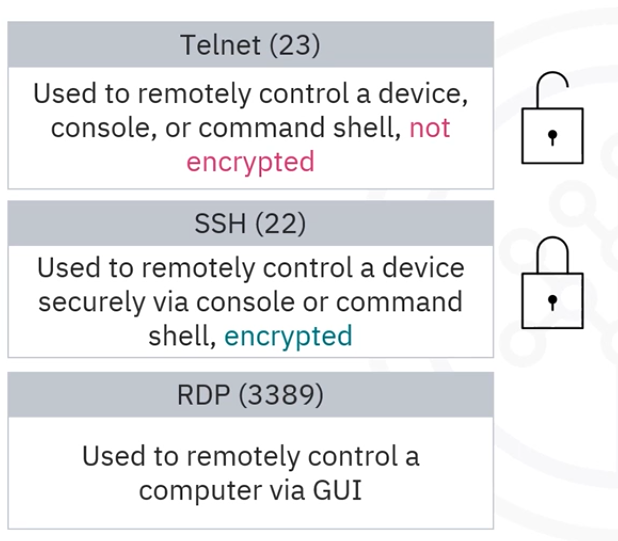 Telnet (23)
Used to remotely control a device,
console, or command shell, not
encrypted
SSH (22)
Used to remotely control a device
securely via console or command
shell, encrypted
RDP (3389)
Used to remotely control a
computer via GUI